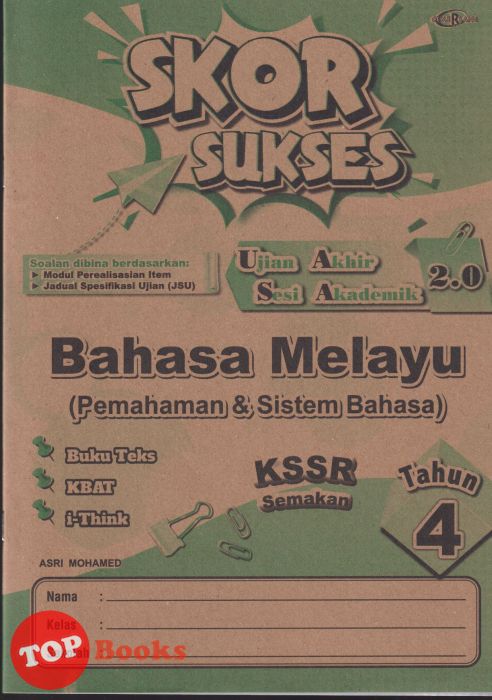 SKOR
SUKSES
Soalan dibina berdasarkan:
Modul Perealisasian Item
Jadual Spesifikasi Ujian (JSU)
Ujian Akhir
Sesi Akademik
2.0
Bahasa Melayu
(Pemahaman & Sistem Bahasa)
Buku Teks
KBAT
i-Think
KSSR
Semakan
Tahun
4
ASRI MOHAMED
Nama :
Kelas :
TOP Books